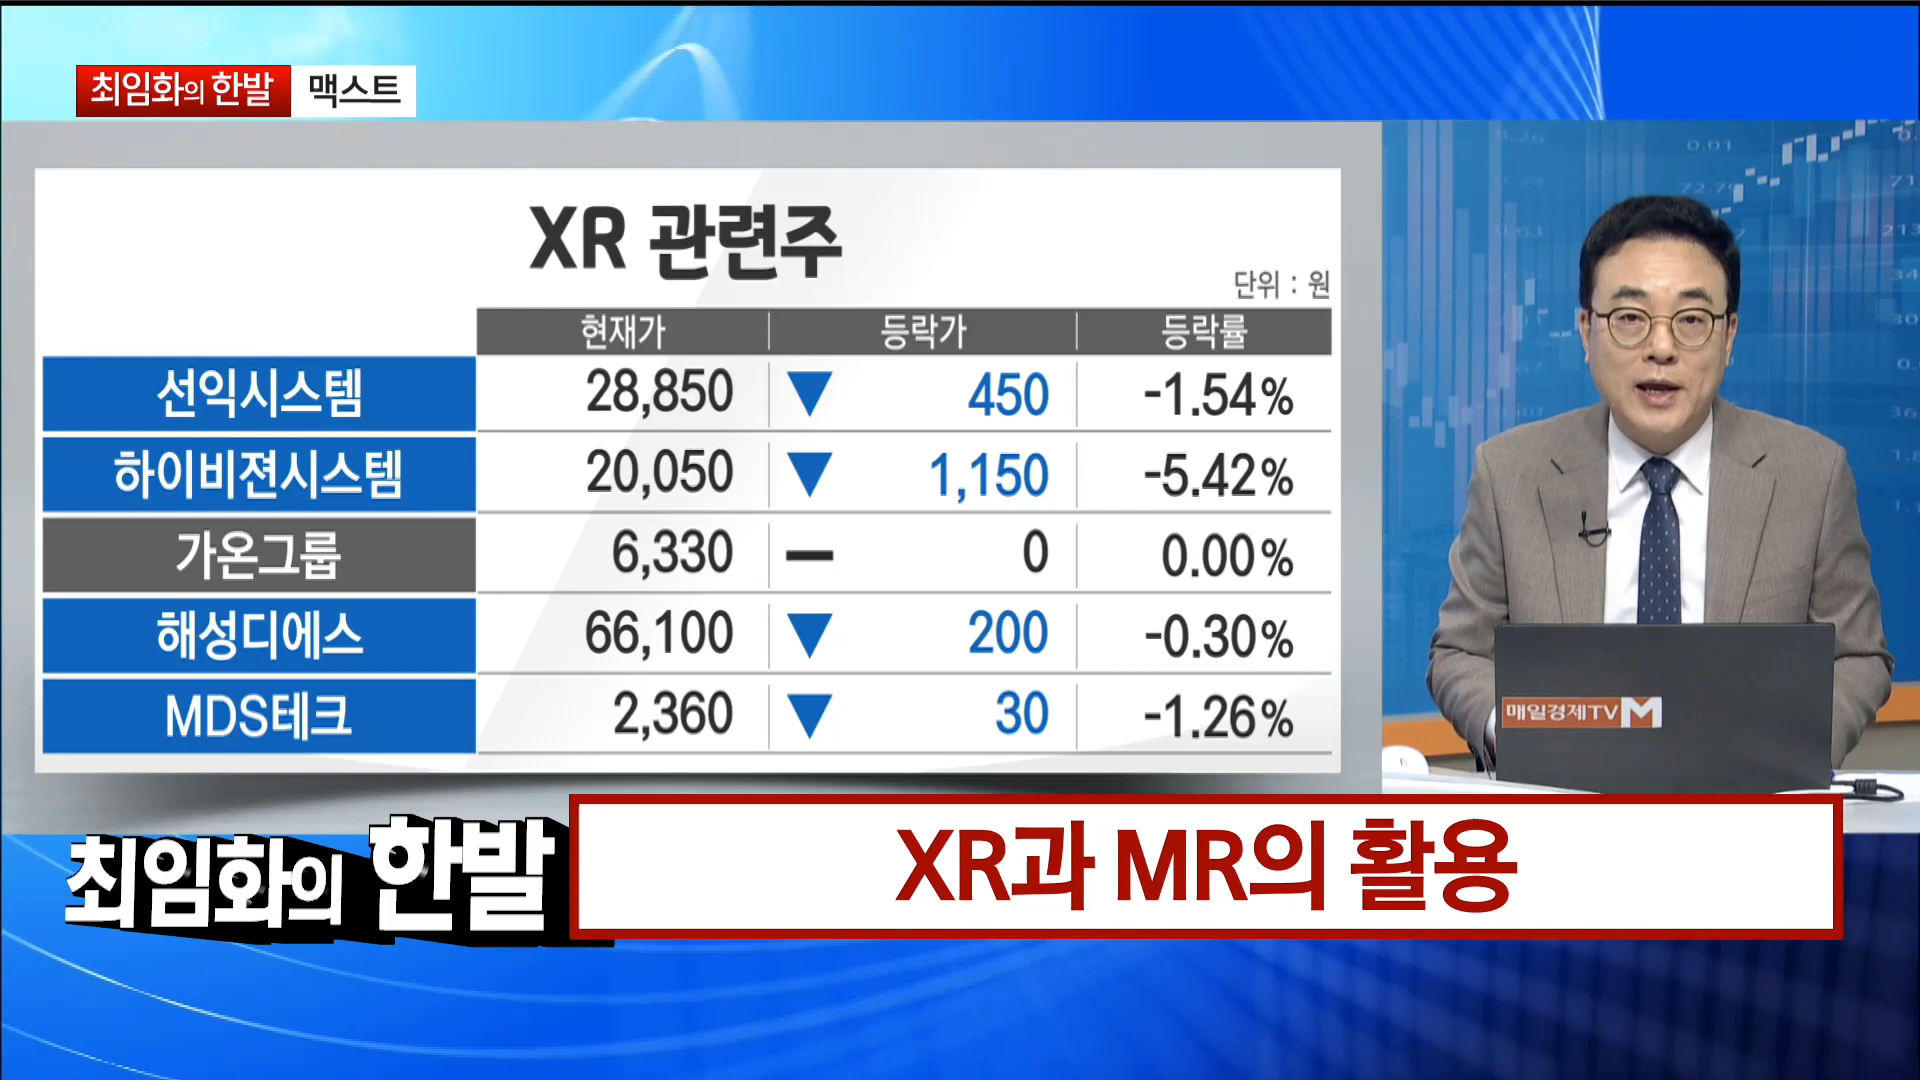 최임화의 한발 맥스트
XR 관련주
단위 : 원
현재가 등락가 등락률
선익시스템 28,850 ▼ 450 -1.54%
하이비젼시스템 20,050 ▼ 1,150 -5.42%
가온그룹 6,330 — 0 0.00%
해성디에스 66,100 ▼ 200 -0.30%
MDS테크 2,360 ▼ 30 -1.26%
매일경제TV M
최임화의 한발
XR과 MR의 활용